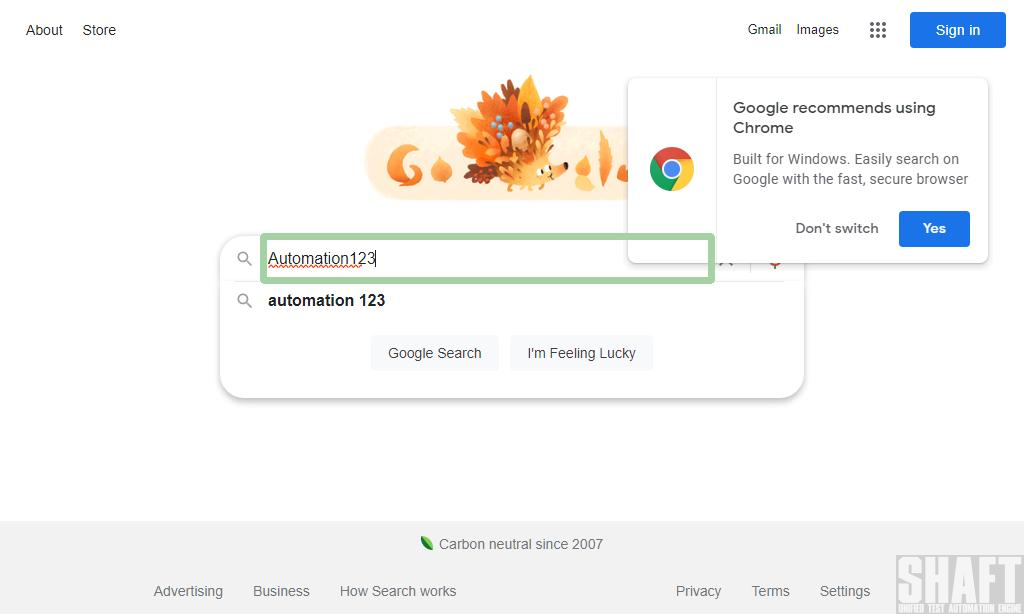 About Store
Gmail Images
Sign in
Google recommends using
Chrome
Built for Windows. Easily search on
Google with the fast, secure browser
Don't switch Yes
Automation123
automation 123
Google Search I'm Feeling Lucky
Carbon neutral since 2007
Advertising Business How Search works
Privacy Terms Settings
SHAFT
UNIFIED TEST AUTOMATION ENGINE